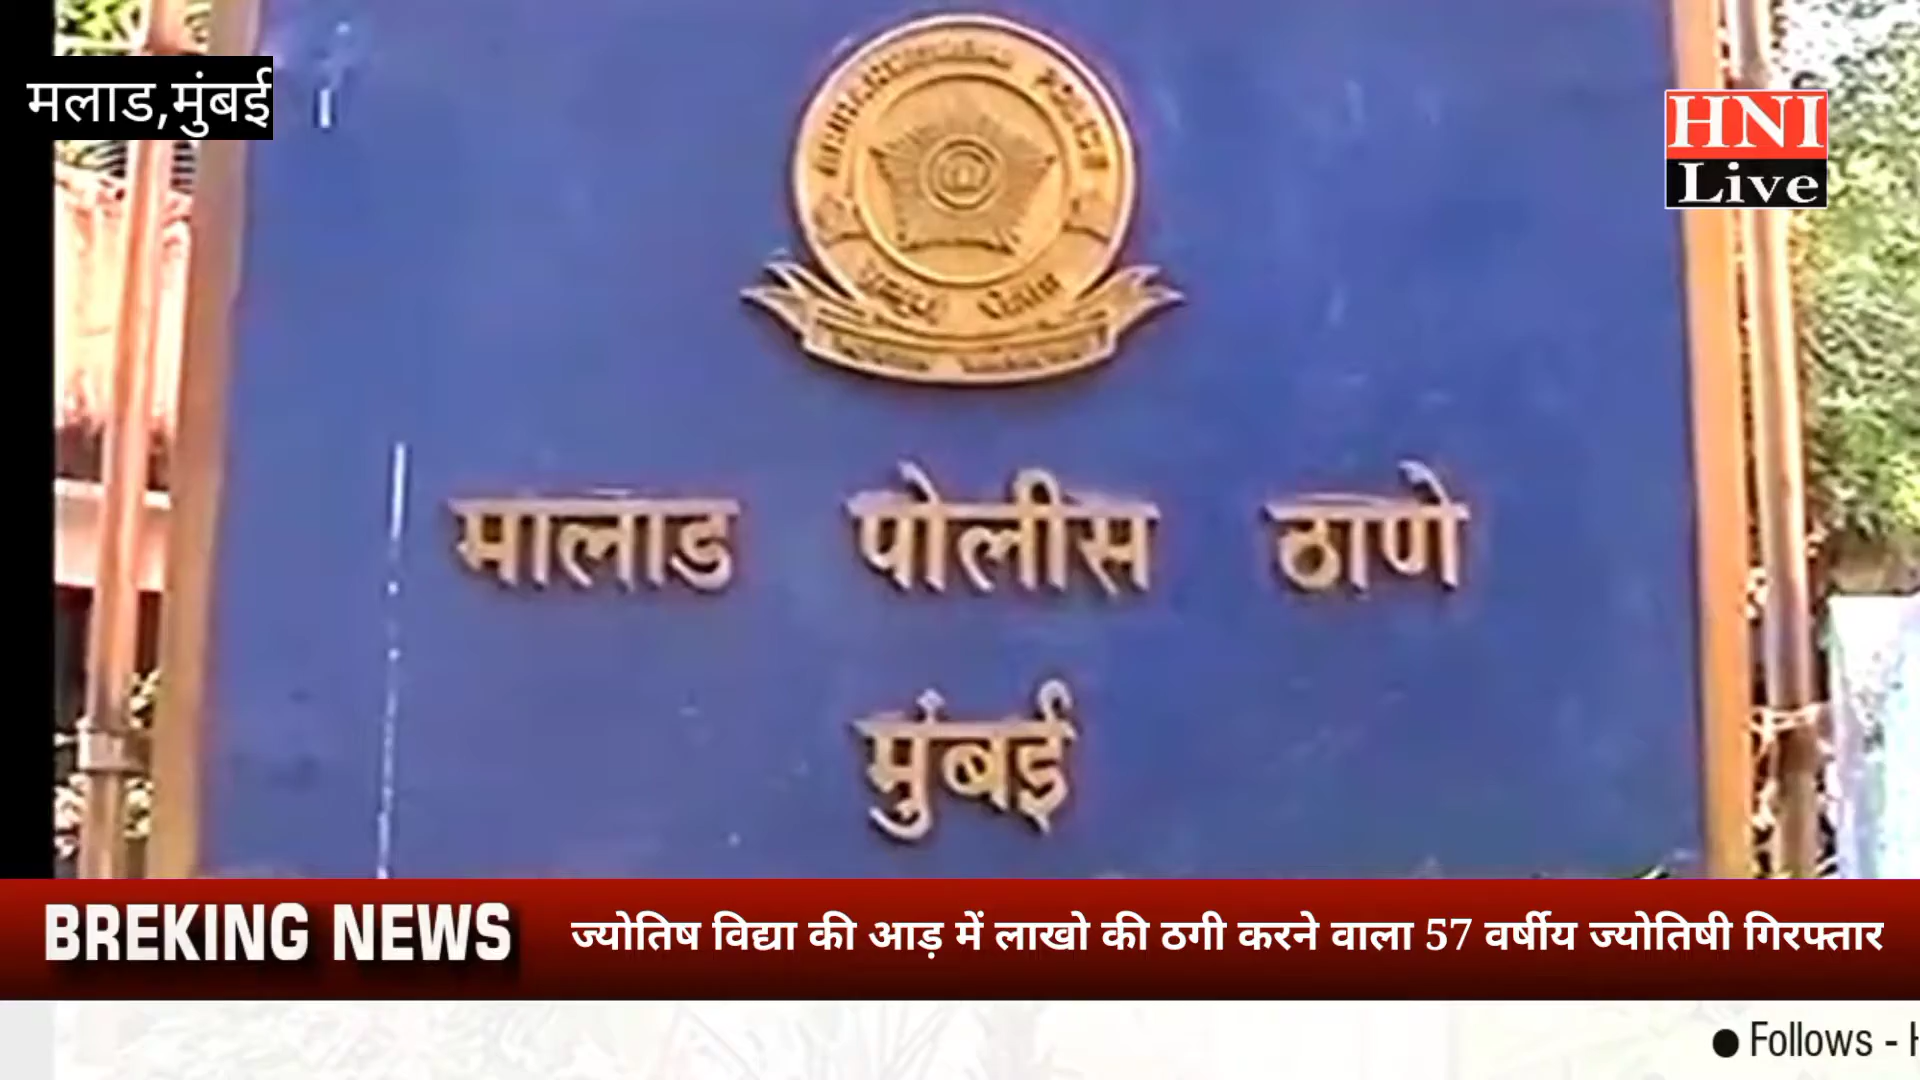 मलाड,मुंबई
HNI
Live
मालाड पोलीस ठाणे
मुंबई
BREKING NEWS
ज्योतिष विद्या की आड़ में लाखो की ठगी करने वाला 57 वर्षीय ज्योतिषी गिरफ्तार
● Follows -